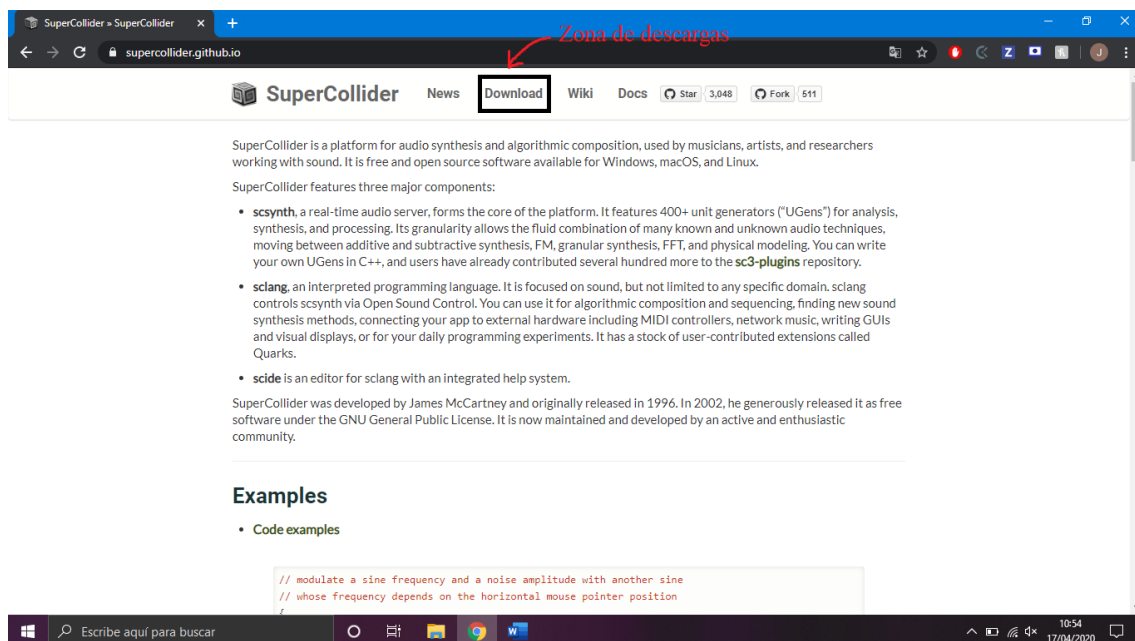 SuperCollider » SuperCollider
Zona de descargas
supercollider.github.io
SuperCollider News Download Wiki Docs Star 3,048 Fork 511
SuperCollider is a platform for audio synthesis and algorithmic composition, used by musicians, artists, and researchers
working with sound. It is free and open source software available for Windows, macOS, and Linux.
SuperCollider features three major components:
• scsynth, a real-time audio server, forms the core of the platform. It features 400+ unit generators (“UGens”) for analysis,
synthesis, and processing. Its granularity allows the fluid combination of many known and unknown audio techniques,
moving between additive and subtractive synthesis, FM, granular synthesis, FFT, and physical modeling. You can write
your own UGens in C++, and users have already contributed several hundred more to the sc3-plugins repository.
• sclang, an interpreted programming language. It is focused on sound, but not limited to any specific domain. sclang
controls scsynth via Open Sound Control. You can use it for algorithmic composition and sequencing, finding new sound
synthesis methods, connecting your app to external hardware including MIDI controllers, network music, writing GUIs
and visual displays, or for your daily programming experiments. It has a stock of user-contributed extensions called
Quarks.
• scide is an editor for sclang with an integrated help system.
SuperCollider was developed by James McCartney and originally released in 1996. In 2002, he generously released it as free
software under the GNU General Public License. It is now maintained and developed by an active and enthusiastic
community.
Examples
• Code examples
// modulate a sine frequency and a noise amplitude with another sine
// whose frequency depends on the horizontal mouse pointer position
{
Escribe aquí para buscar
10:54
17/04/2020